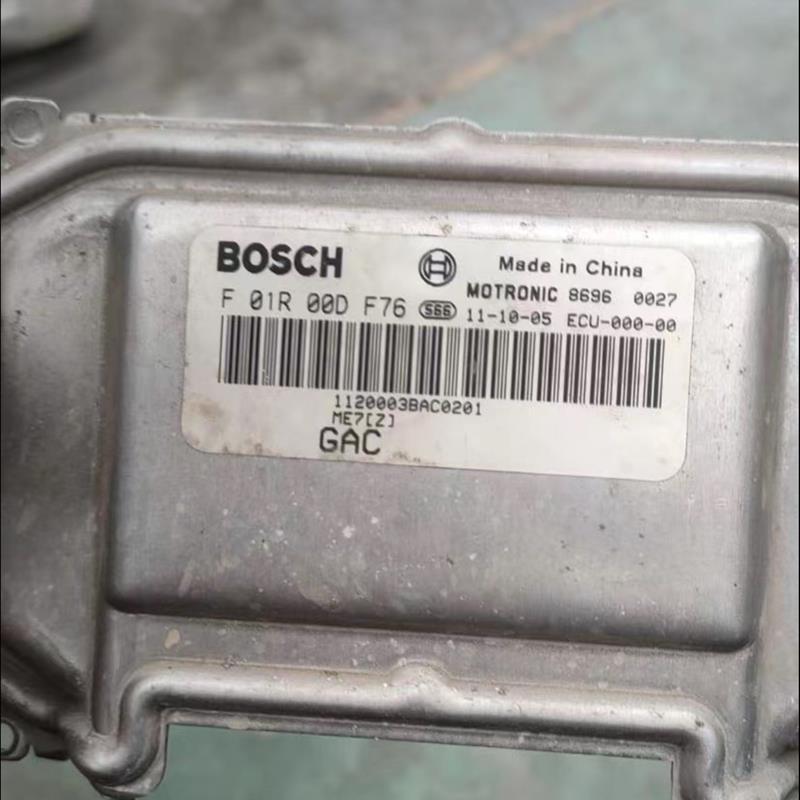 BOSCH Made in China
MOTRONIC 8696 0027
F 01R 00D F76 S66 11-10-05 ECU-000-00
1120003BAC0201
ME7[Z]
GAC